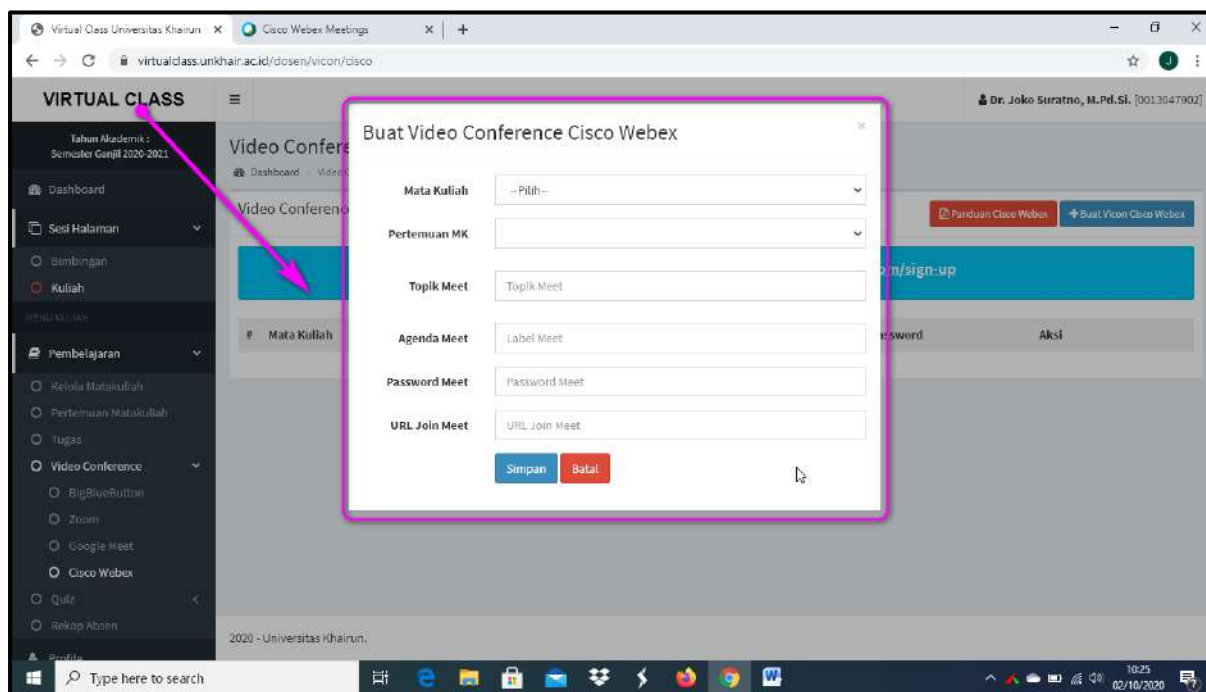 Virtual Class Universitas Khairun
Cisco Webex Meetings
virtualclass.unkhair.ac.id/dosen/vicon/cisco
VIRTUAL CLASS
Dr. Joko Suratno, M.Pd.Si. [0013047902]
Tahun Akademik :
Semester Ganjil 2020-2021
Dashboard
Sesi Halaman
Bimbingan
Kuliah
MENU KULIAH
Pembelajaran
Kelola Matakuliah
Pertemuan Matakuliah
Tugas
Video Conference
BigBlueButton
Zoom
Google Meet
Cisco Webex
Quiz
Rekap Absen
Profile
Video Confere
Dashboard
Video Conferenc
Panduan Cisco Webex
+Buat Vicon Cisco Webex
m/sign-up
# Mata Kuliah
ssword
Aksi
Buat Video Conference Cisco Webex
×
Mata Kuliah
--Pilih--
Pertemuan MK
Topik Meet
Topik Meet
Agenda Meet
Label Meet
Password Meet
Password Meet
URL Join Meet
URL Join Meet
Simpan
Batal
2020 - Universitas Khairun.
Type here to search
10:25
02/10/2020